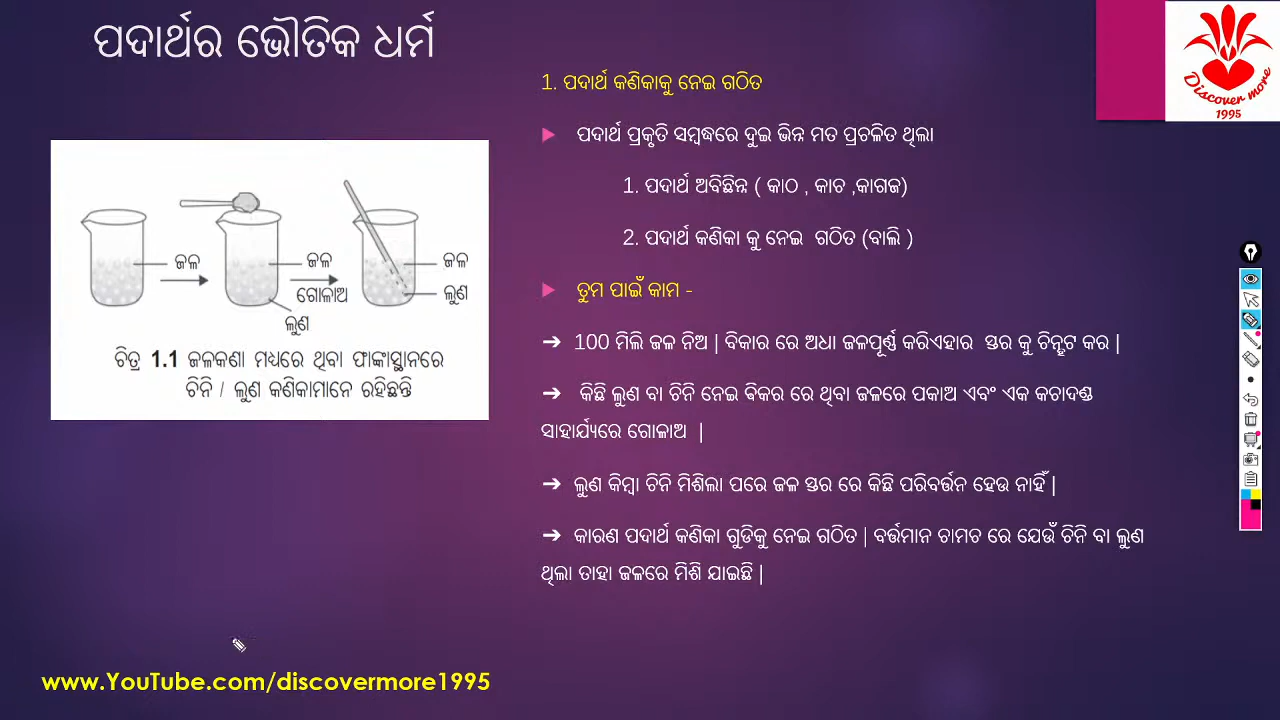 ପଦାର୍ଥର ଭୌତିକ ଧର୍ମ
Discover more
1995
1. ପଦାର୍ଥ କଣିକାକୁ ନେଇ ଗଠିତ
ପଦାର୍ଥ ପ୍ରକୃତି ସମ୍ବନ୍ଧରେ ଦୁଇ ଭିନ୍ନ ମତ ପ୍ରଚଳିତ ଥିଲା
1. ପଦାର୍ଥ ଅବିଛିନ୍ନ ( କାଠ , କାଚ ,କାଗଜ)
2. ପଦାର୍ଥ କଣିକା କୁ ନେଇ ଗଠିତ (ବାଲି )
ତୁମ ପାଇଁ କାମ -
➔ 100 ମିଲି ଜଳ ନିଅ | ବିକାର ରେ ଅଧା ଜଳପୂର୍ଣ୍ଣ କରିଏହାର ସ୍ତର କୁ ଚିହ୍ନଟ କର |
➔ କିଛି ଲୁଣ ବା ଚିନି ନେଇ ବିକର ରେ ଥିବା ଜଳରେ ପକାଅ ଏବଂ ଏକ କଚାଦଣ୍ଡ
ସାହାର୍ଯ୍ୟରେ ଗୋଳାଅ |
➔ ଲୁଣ କିମ୍ବା ଚିନି ମିଶିଲା ପରେ ଜଳ ସ୍ତର ରେ କିଛି ପରିବର୍ତ୍ତନ ହେଉ ନାହିଁ |
➔ କାରଣ ପଦାର୍ଥ କଣିକା ଗୁଡିକୁ ନେଇ ଗଠିତ | ବର୍ତ୍ତମାନ ଚାମଚ ରେ ଯେଉଁ ଚିନି ବା ଲୁଣ
ଥିଲା ତାହା ଜଳରେ ମିଶି ଯାଇଛି |
ଜଳ
ଜଳ
ଗୋଳାଅ
ଲୁଣ
ଜଳ
ଲୁଣ
ଚିତ୍ର 1.1 ଜଳକଣା ମଧ୍ୟରେ ଥିବା ଫାଙ୍କାସ୍ଥାନରେ
ଚିନି / ଲୁଣ କଣିକାମାନେ ରହିଛନ୍ତି
www.YouTube.com/discovermore1995